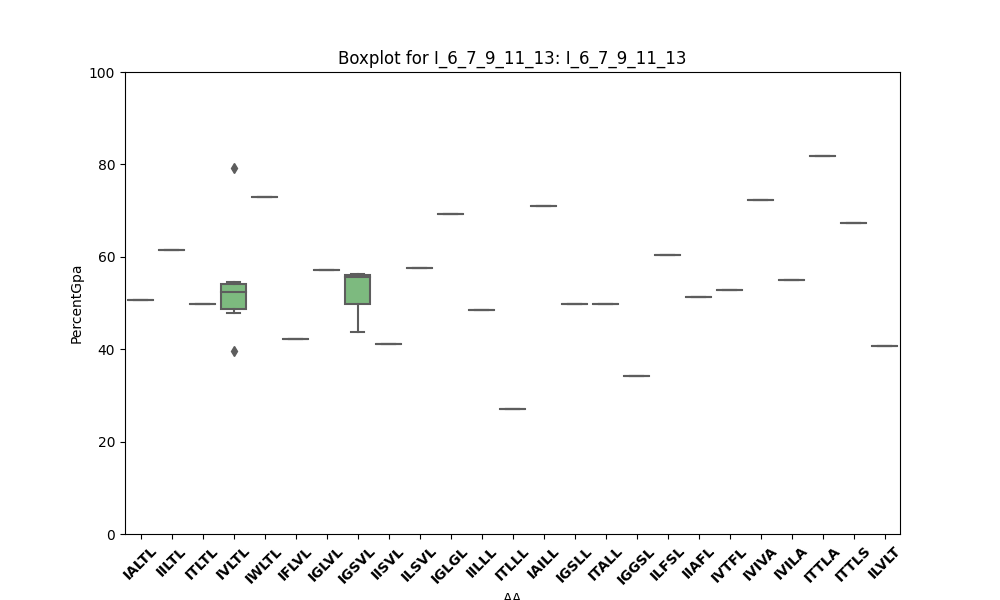 Boxplot for I_6_7_9_11_13: I_6_7_9_11_13
100
80
60
40
20
0
PercentGpa
IALTL
IILTL
ITLTL
IVLTL
IWLTL
IFLVL
IGLVL
IGSVL
IISVL
ILSVL
IGLGL
IILLL
ITLLL
IAILL
IGSLL
ITALL
IGGSL
ILFSL
IIAFL
IVTFL
IVIVA
IVILA
ITTLA
ITTLS
ILVLT
AA